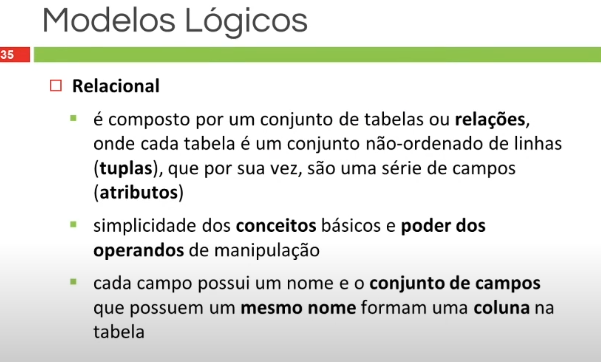 Modelos Lógicos
35
Relacional
é composto por um conjunto de tabelas ou relações,
onde cada tabela é um conjunto não-ordenado de linhas
(tuplas), que por sua vez, são uma série de campos
(atributos)
simplicidade dos conceitos básicos e poder dos
operandos de manipulação
cada campo possui um nome e o conjunto de campos
que possuem um mesmo nome formam uma coluna na
tabela